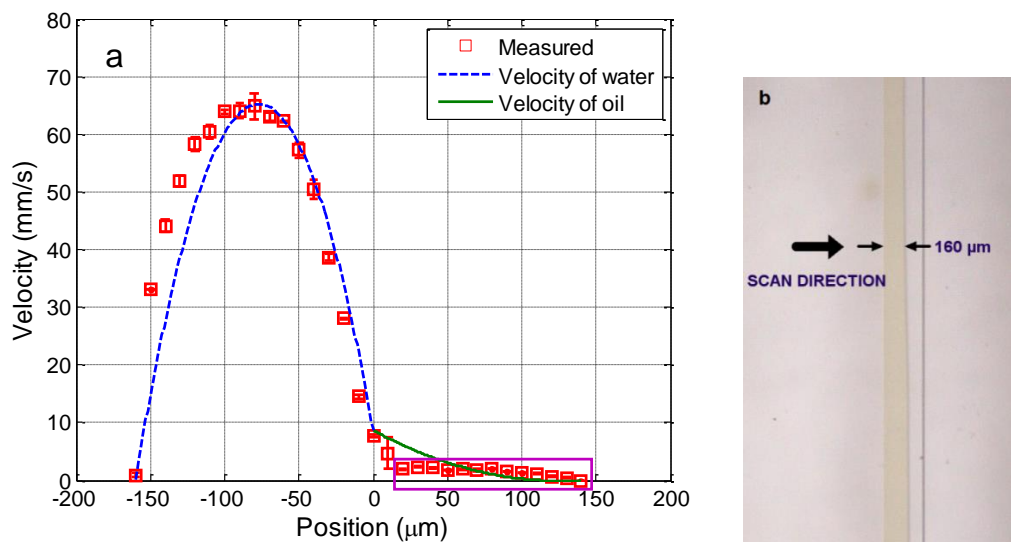 a
Measured
Velocity of water
Velocity of oil
Velocity (mm/s)
80
70
60
50
40
30
20
10
0
-200 -150 -100 -50 0 50 100 150 200
Position (μm)
b
160 μm
SCAN DIRECTION